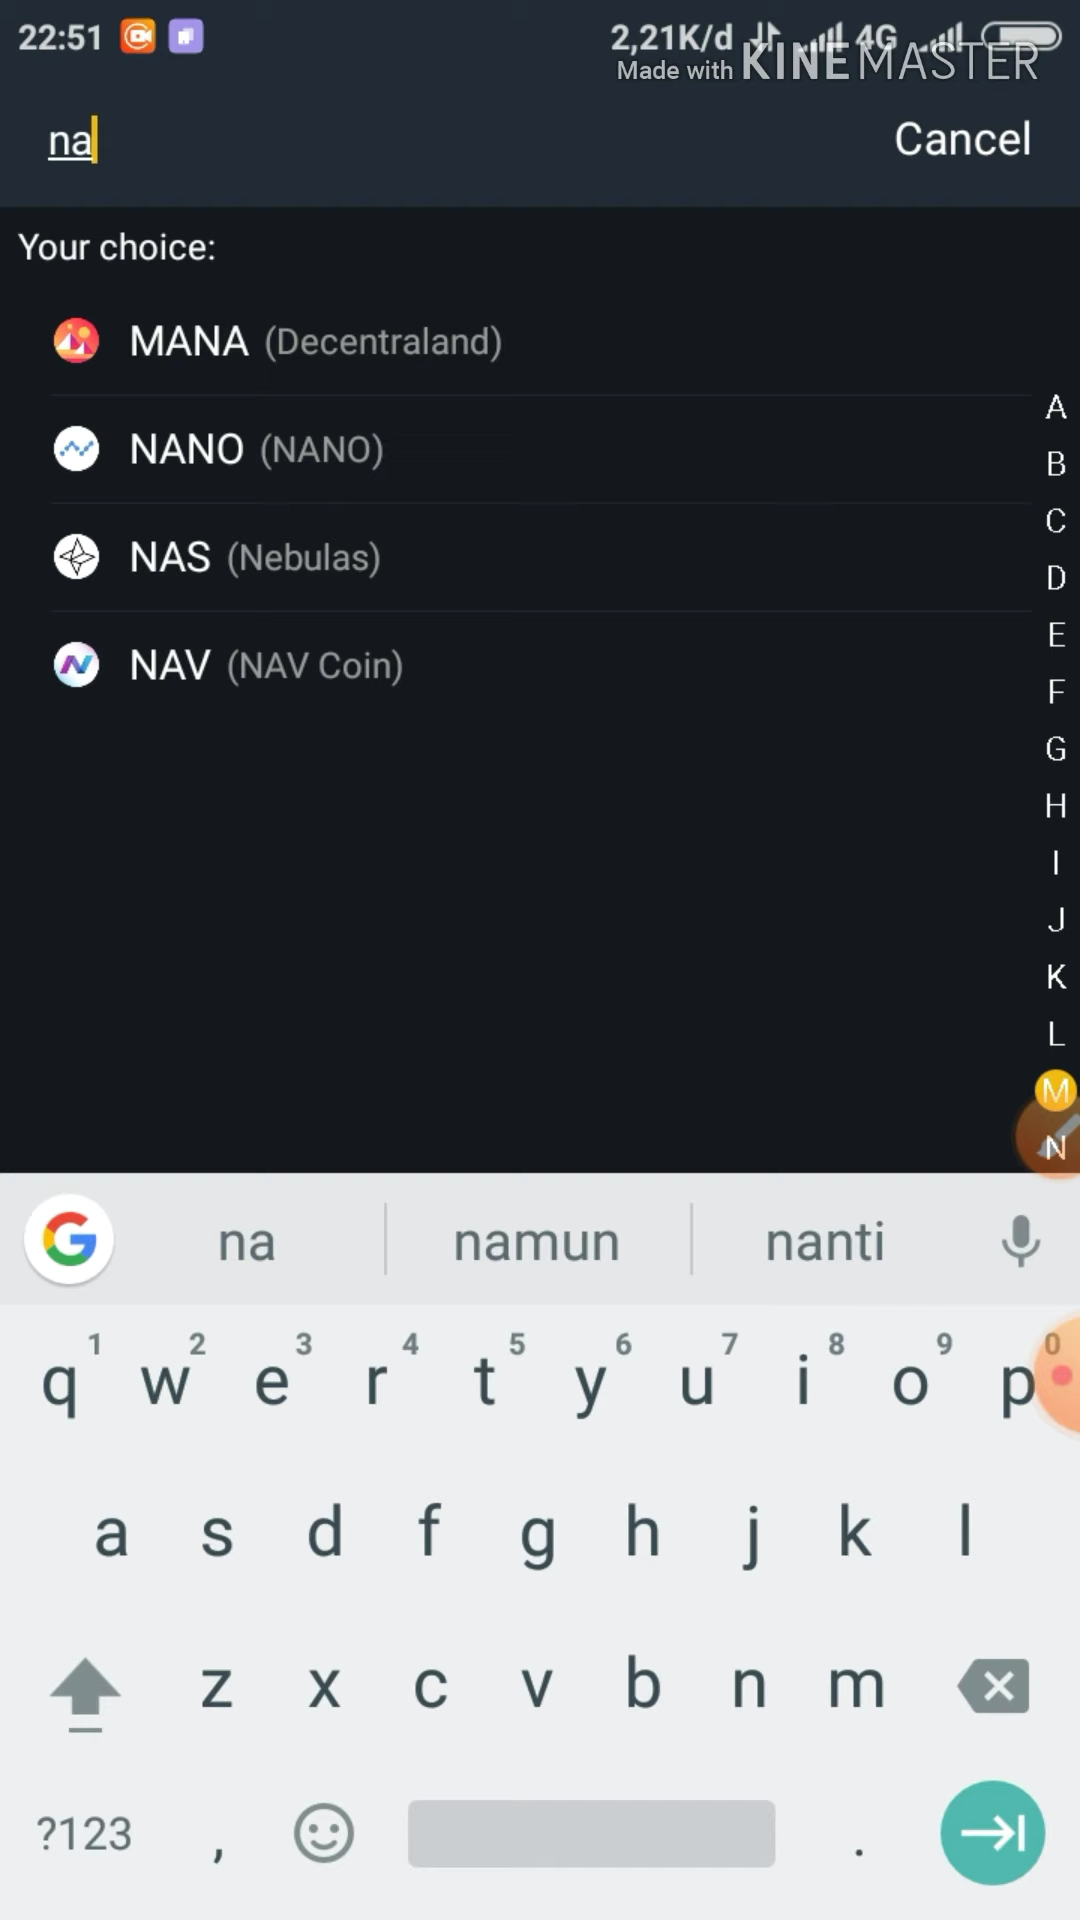 22:51 2,21K/d 4G
Made with KINEMASTER
na Cancel
Your choice:
MANA (Decentraland)
NANO (NANO)
NAS (Nebulas)
NAV (NAV Coin)
A
B
C
D
E
F
G
H
I
J
K
L
M
N
na namun nanti
1 2 3 4 5 6 7 8 9 0
q w e r t y u i o p
a s d f g h j k l
z x c v b n m
?123 , .